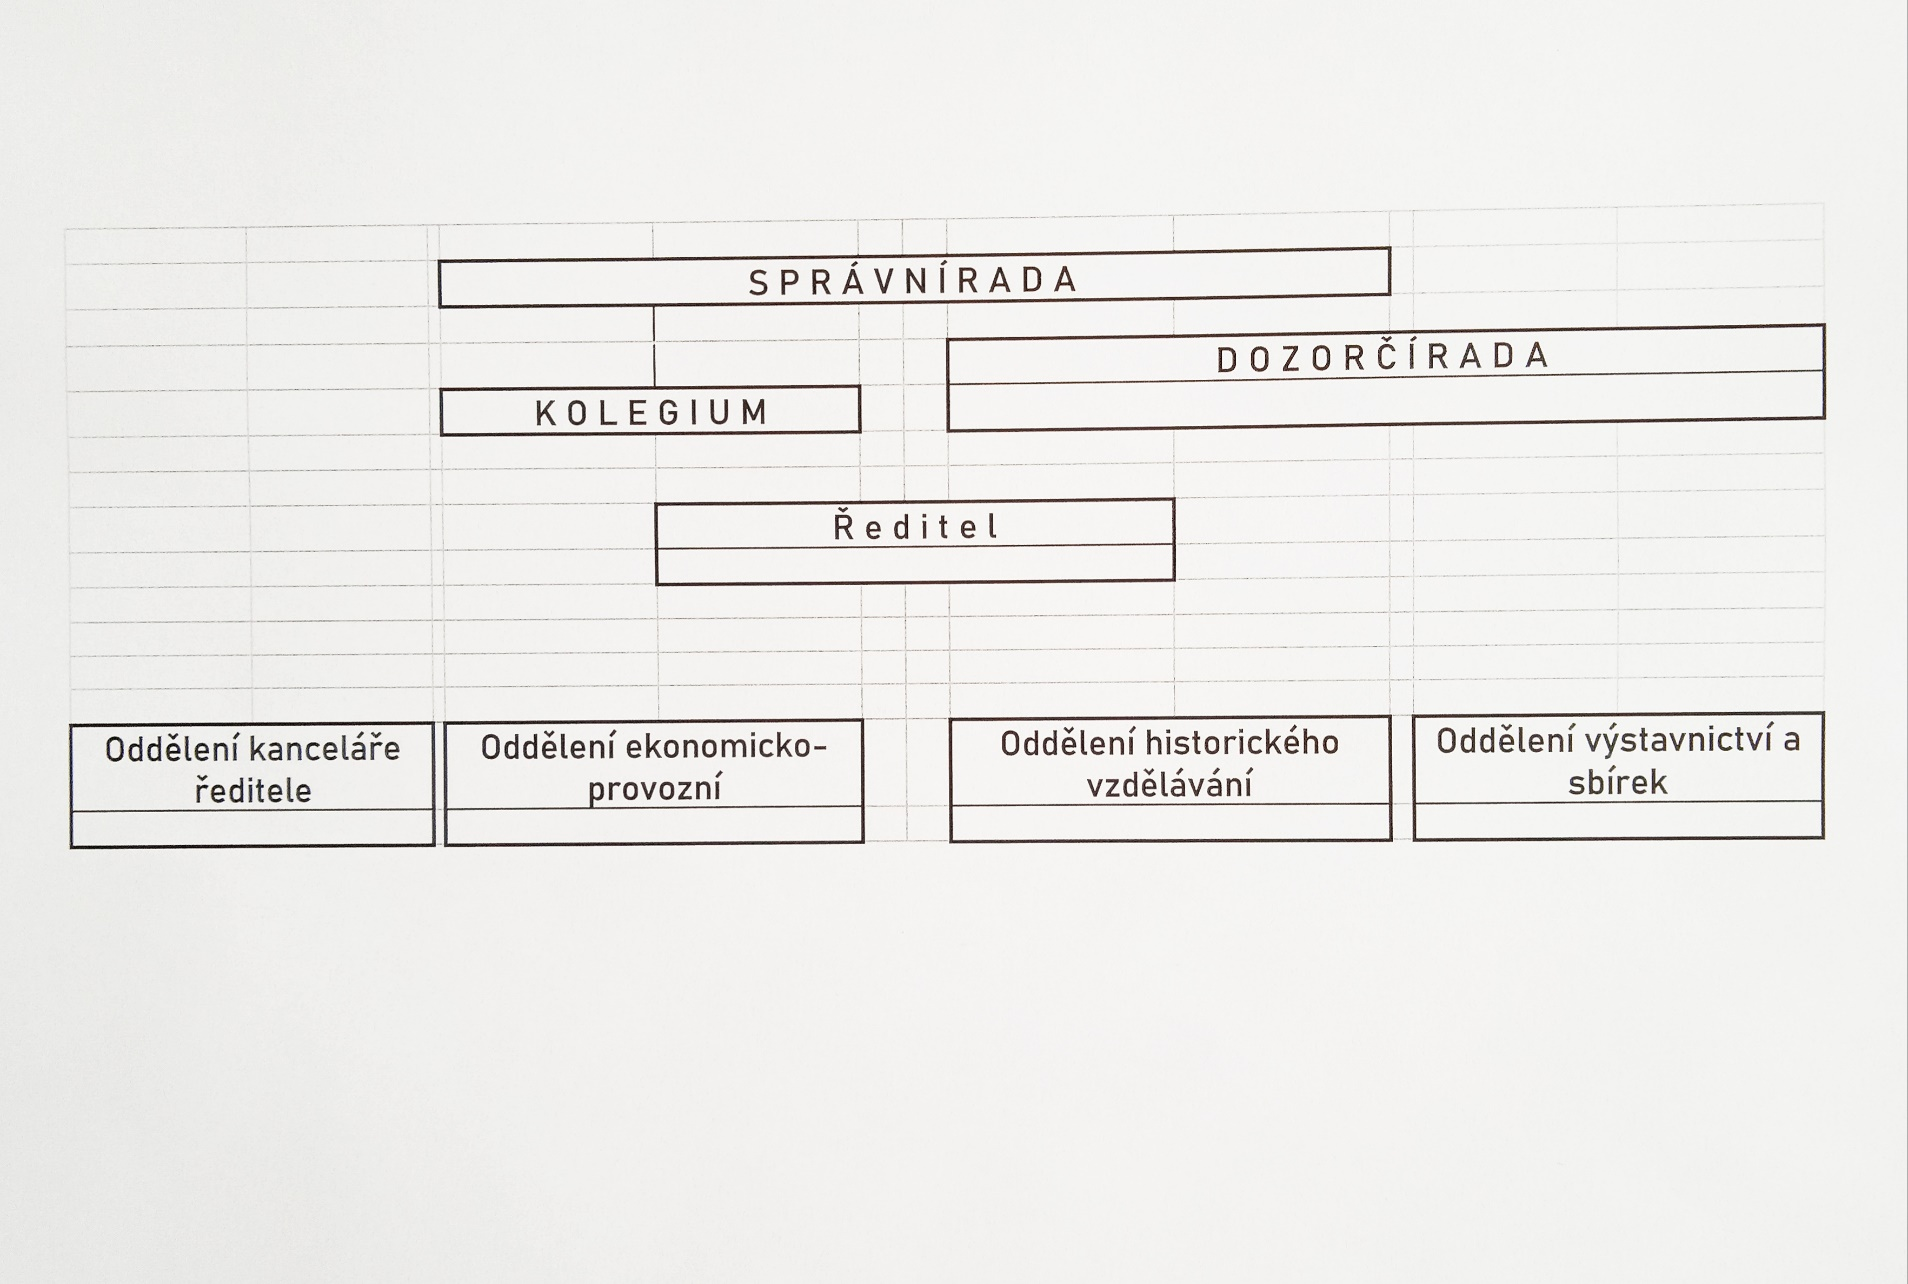 SPRÁVNÍRADA
DOZORČÍRADA
KOLEGIUM
Ředitel
Oddělení kanceláře
ředitele
Oddělení ekonomicko-
provozní
Oddělení historického
vzdělávání
Oddělení výstavnictví a
sbírek